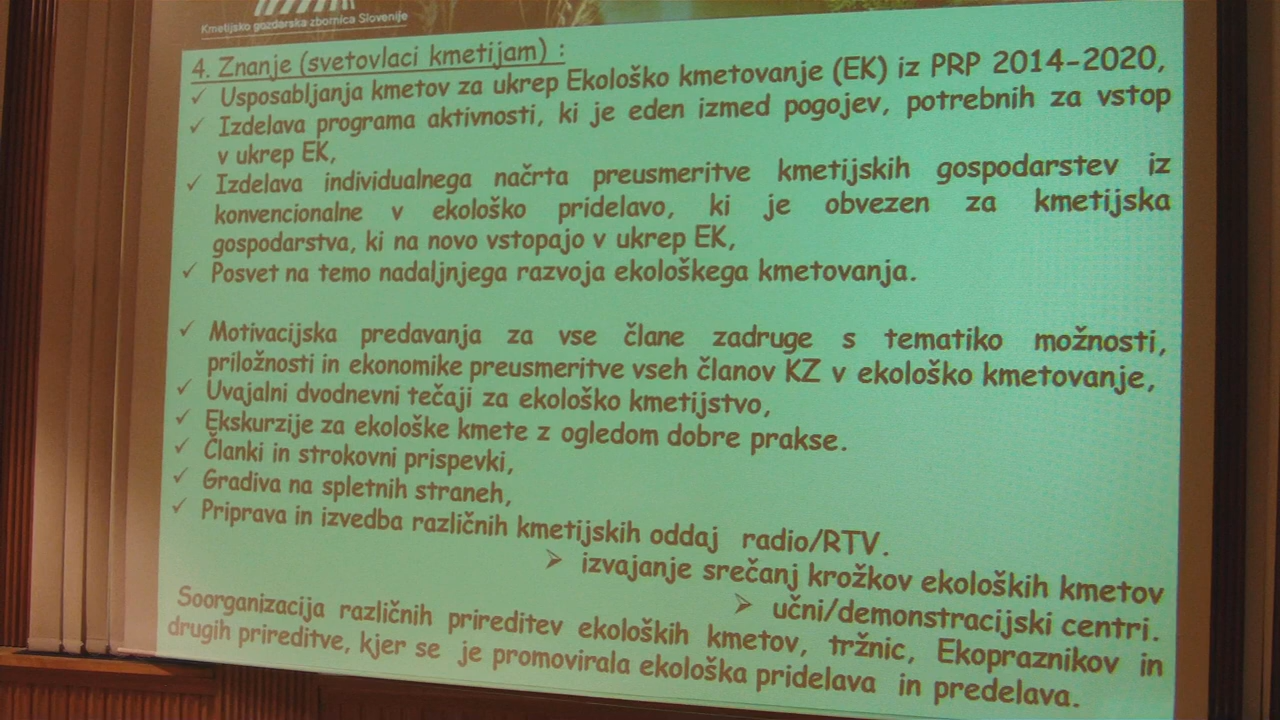 Kmetijsko gozdarska zbornica Slovenije
4. Znanje (svetovlaci kmetijam) :
✓ Usposabljanja kmetov za ukrep Ekološko kmetovanje (EK) iz PRP 2014-2020,
✓ Izdelava programa aktivnosti, ki je eden izmed pogojev, potrebnih za vstop
v ukrep EK,
✓ Izdelava individualnega načrta preusmeritve kmetijskih gospodarstev iz
konvencionalne v ekološko pridelavo, ki je obvezen za kmetijska
gospodarstva, ki na novo vstopajo v ukrep EK,
✓ Posvet na temo nadaljnjega razvoja ekološkega kmetovanja.
✓ Motivacijska predavanja za vse člane zadruge s tematiko možnosti,
priložnosti in ekonomike preusmeritve vseh članov KZ v ekološko kmetovanje,
✓ Uvajalni dvodnevni tečaji za ekološko kmetijstvo,
✓ Ekskurzije za ekološke kmete z ogledom dobre prakse.
✓ Članki in strokovni prispevki,
✓ Gradiva na spletnih straneh,
✓ Priprava in izvedba različnih kmetijskih oddaj radio/RTV.
➢ izvajanje srečanj krožkov ekoloških kmetov
➢ učni/demonstracijski centri.
Soorganizacija različnih prireditev ekoloških kmetov, tržnic, Ekopraznikov in
drugih prireditve, kjer se je promovirala ekološka pridelava in predelava.